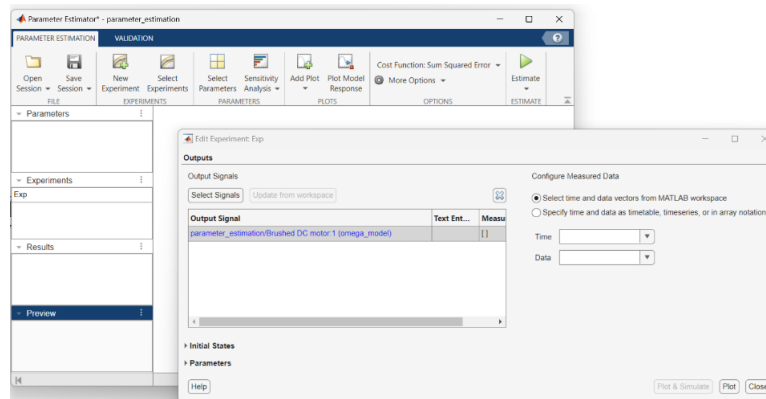 Parameter Estimator* - parameter_estimation
PARAMETER ESTIMATION VALIDATION
Open Session
Save Session
New Experiment
Select Experiments
Select Parameters
Sensitivity Analysis
Add Plot
Plot Model Response
Cost Function: Sum Squared Error
More Options
Estimate
FILE EXPERIMENTS PARAMETERS PLOTS OPTIONS ESTIMATE
Parameters
Experiments
Exp
Results
Preview
Edit Experiment: Exp
Outputs
Output Signals
Select Signals Update from workspace
Output Signal Text Ent... Measu
parameter_estimation/Brushed DC motor:1 (omega_model) []
Configure Measured Data
Select time and data vectors from MATLAB workspace
Specify time and data as timetable, timeseries, or in array notation
Time
Data
Initial States
Parameters
Help Plot & Simulate Plot Close